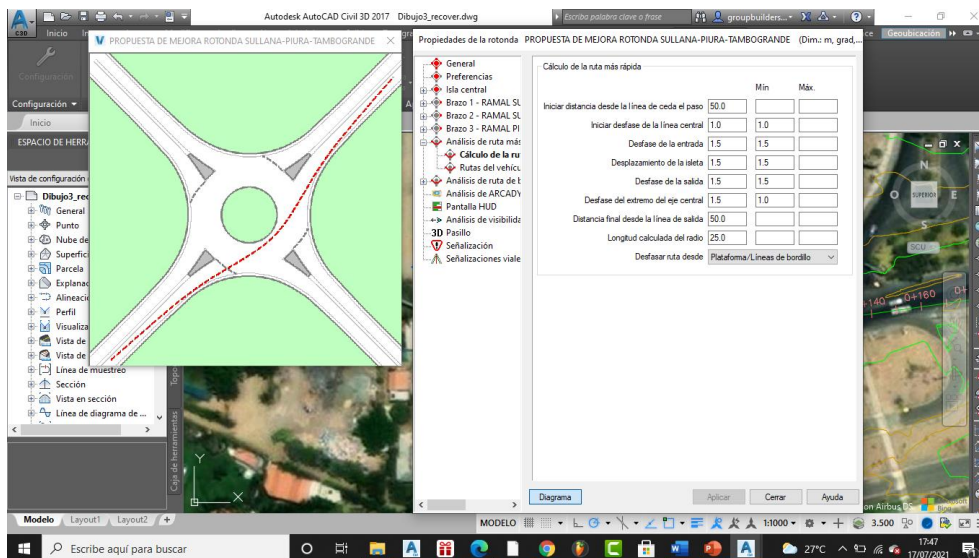 Autodesk AutoCAD Civil 3D 2017 Dibujo3_recover.dwg
Escriba palabra clave o frase
groupbuilders...
C3D
Inicio
Geoubicación
PROPUESTA DE MEJORA ROTONDA SULLANA-PIURA-TAMBOGRANDE
Propiedades de la rotonda PROPUESTA DE MEJORA ROTONDA SULLANA-PIURA-TAMBOGRANDE (Dim.: m, grad,...
Configuración
Configuración
Inicio
ESPACIO DE HERR
Vista de configuración
Dibujo3_rec
General
Punto
Nube de
Superfic
Parcela
Explanac
Alineaci
Perfil
Visualiza
Vista de
Vista de
Línea de muestreo
Sección
Vista en sección
Línea de diagrama de ...
Topo
Caja de herramientas
General
Preferencias
Isla central
Brazo 1 - RAMAL SU
Brazo 2 - RAMAL SU
Brazo 3 - RAMAL PI
Análisis de ruta más
Cálculo de la ru
Rutas del vehícu
Análisis de ruta de b
Análisis de ARCADY
Pantalla HUD
Análisis de visibilida
3D Pasillo
Señalización
Señalizaciones viale
Cálculo de la ruta más rápida
Mín Máx.
Iniciar distancia desde la línea de ceda el paso 50.0
Iniciar desfase de la línea central 1.0 1.0
Desfase de la entrada 1.5 1.5
Desplazamiento de la isleta 1.5 1.5
Desfase de la salida 1.5 1.5
Desfase del extremo del eje central 1.5 1.0
Distancia final desde la línea de salida 50.0
Longitud calculada del radio 25.0
Desfasar ruta desde Plataforma/Líneas de bordillo
Diagrama Aplicar Cerrar Ayuda
N
O SUPERIOR E
SCU
140 0+160 0+
Y
X
Modelo Layout1 Layout2 +
MODELO 1:1000 3.500
Escribe aquí para buscar
27°C
17:47
17/07/2021